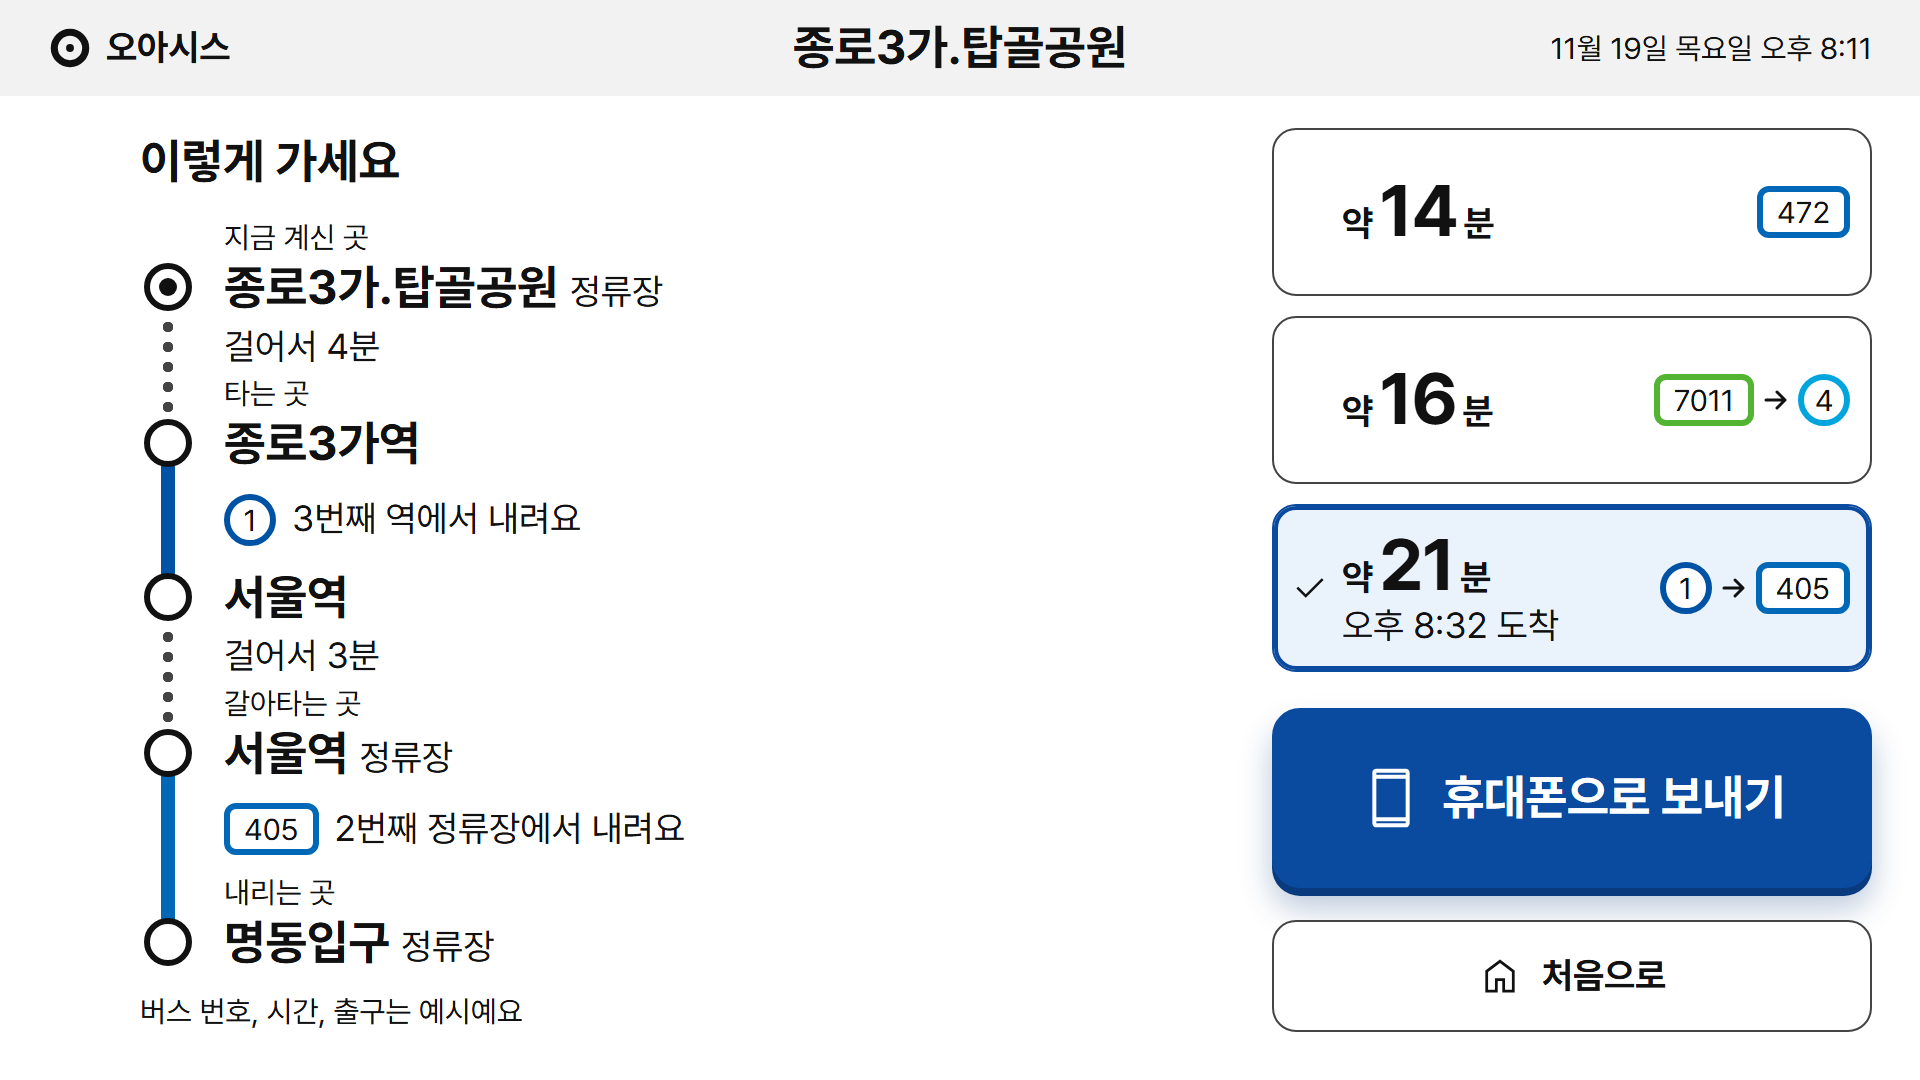 오아시스
종로3가.탑골공원
11월 19일 목요일 오후 8:11
이렇게 가세요
지금 계신 곳
종로3가.탑골공원 정류장
걸어서 4분
타는 곳
종로3가역
1 3번째 역에서 내려요
서울역
걸어서 3분
갈아타는 곳
서울역 정류장
405 2번째 정류장에서 내려요
내리는 곳
명동입구 정류장
버스 번호, 시간, 출구는 예시예요
약 14 분 472
약 16 분 7011 → 4
약 21 분 1 → 405
오후 8:32 도착
휴대폰으로 보내기
처음으로